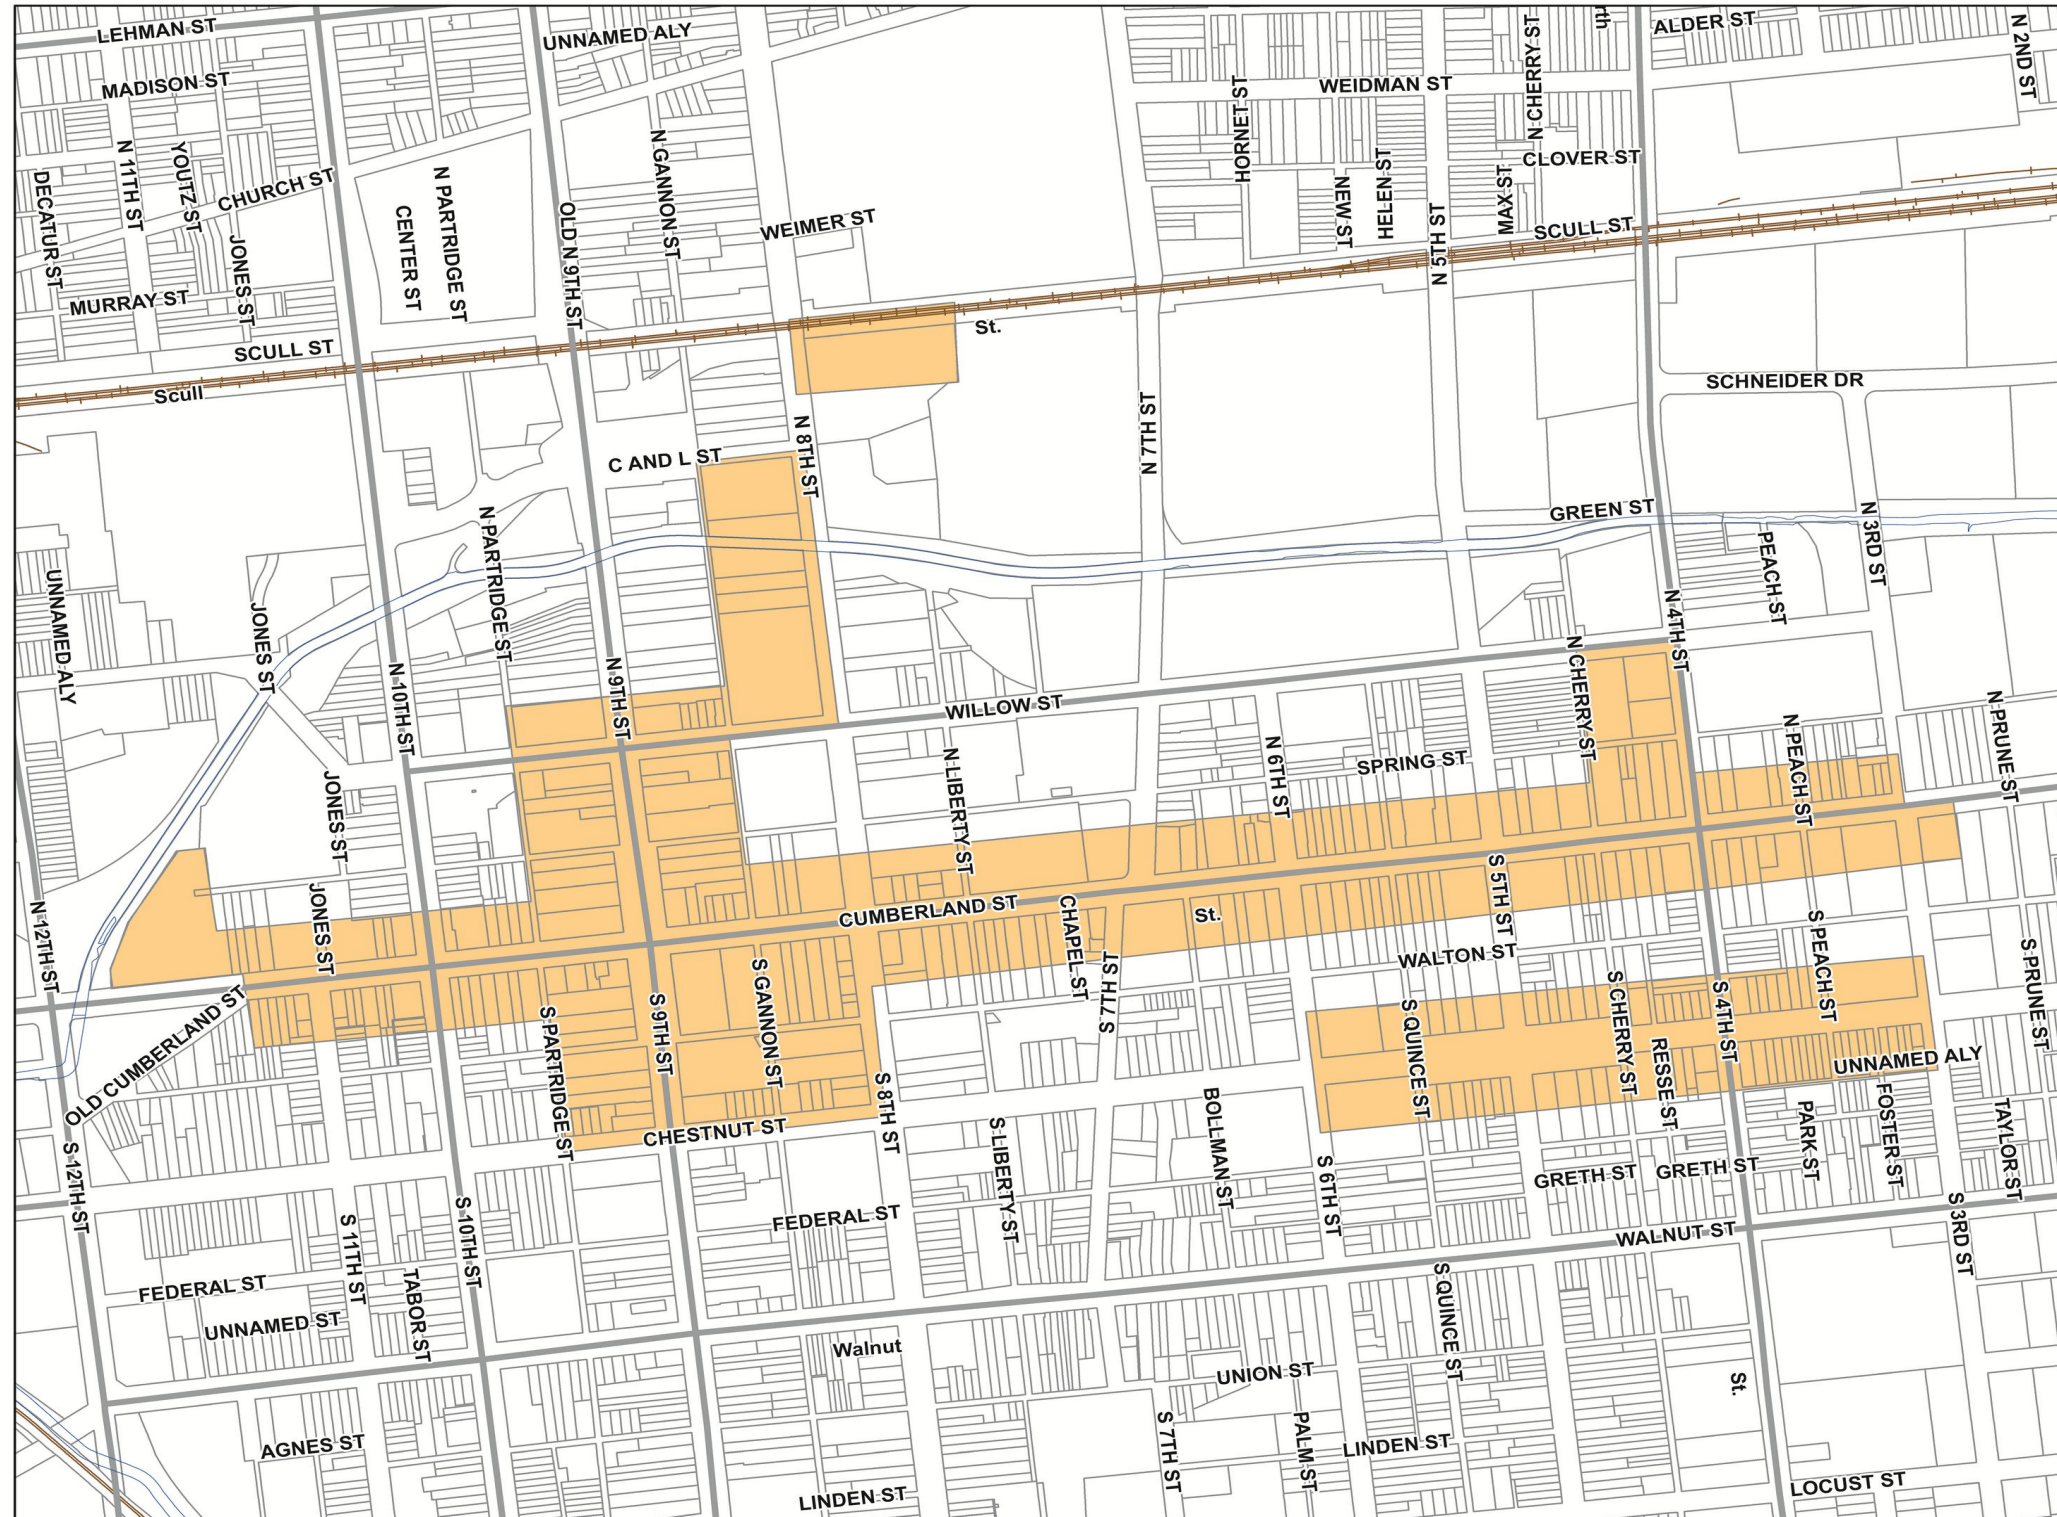 LEHMAN ST
UNNAMED ALY
rth
ALDER ST
N 2ND ST
MADISON ST
WEIDMAN ST
N CHERRY ST
HORNET ST
N 11TH ST
YOUTZ ST
CHURCH ST
N GANNON ST
CLOVER ST
DECATUR ST
N PARTRIDGE ST
CENTER ST
OLD N 9TH ST
WEIMER ST
NEW ST
HELEN ST
N 5TH ST
MAX ST
SCULL ST
JONES ST
MURRAY ST
SCULL ST
St.
Scull
SCHNEIDER DR
N 7TH ST
N 8TH ST
C AND L ST
GREEN ST
N 3RD ST
N PARTRIDGE ST
PEACH ST
UNNAMED ALY
JONES ST
N 4TH ST
N CHERRY ST
N 10TH ST
N 9TH ST
WILLOW ST
N PRUNE ST
N PEACH ST
N 6TH ST
SPRING ST
N LIBERTY ST
JONES ST
S 5TH ST
JONES ST
CUMBERLAND ST
CHAPEL ST
St.
N 12TH ST
S PEACH ST
S PRUNE ST
WALTON ST
S 7TH ST
S GANNON ST
S CHERRY ST
S 4TH ST
OLD CUMBERLAND ST
S PARTRIDGE ST
S 9TH ST
S QUINCE ST
RESSE ST
UNNAMED ALY
S 8TH ST
BOLLMAN ST
FOSTER ST
CHESTNUT ST
S LIBERTY ST
PARK ST
TAYLOR ST
S 12TH ST
S 6TH ST
GRETH ST
GRETH ST
S 10TH ST
FEDERAL ST
S 11TH ST
WALNUT ST
S 3RD ST
FEDERAL ST
TABOR ST
S QUINCE ST
UNNAMED ST
Walnut
UNION ST
St.
S 7TH ST
PALM ST
AGNES ST
LINDEN ST
LINDEN ST
LOCUST ST